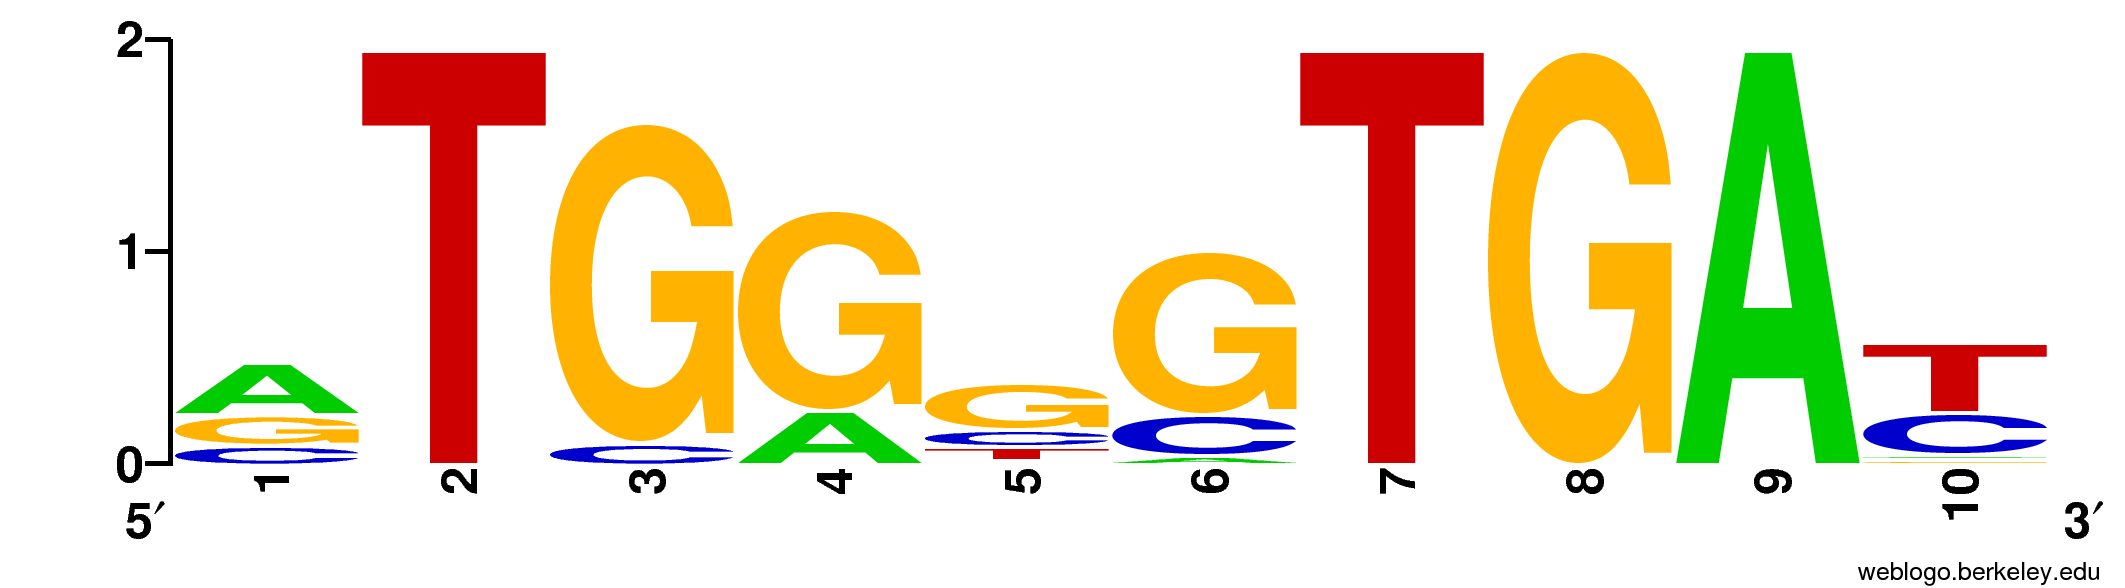 2
1
0
A T G G G G T G A T
G C A C C C
C T A G
1 2 3 4 5 6 7 8 9 10
5′ 3′
weblogo.berkeley.edu